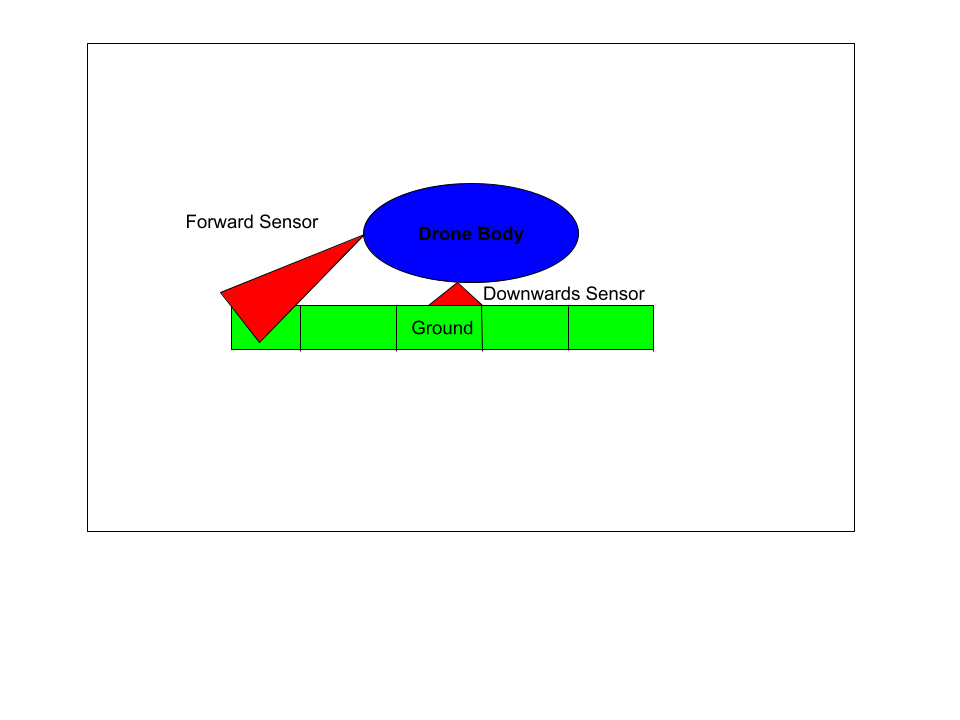 Forward Sensor
Drone Body
Downwards Sensor
Ground